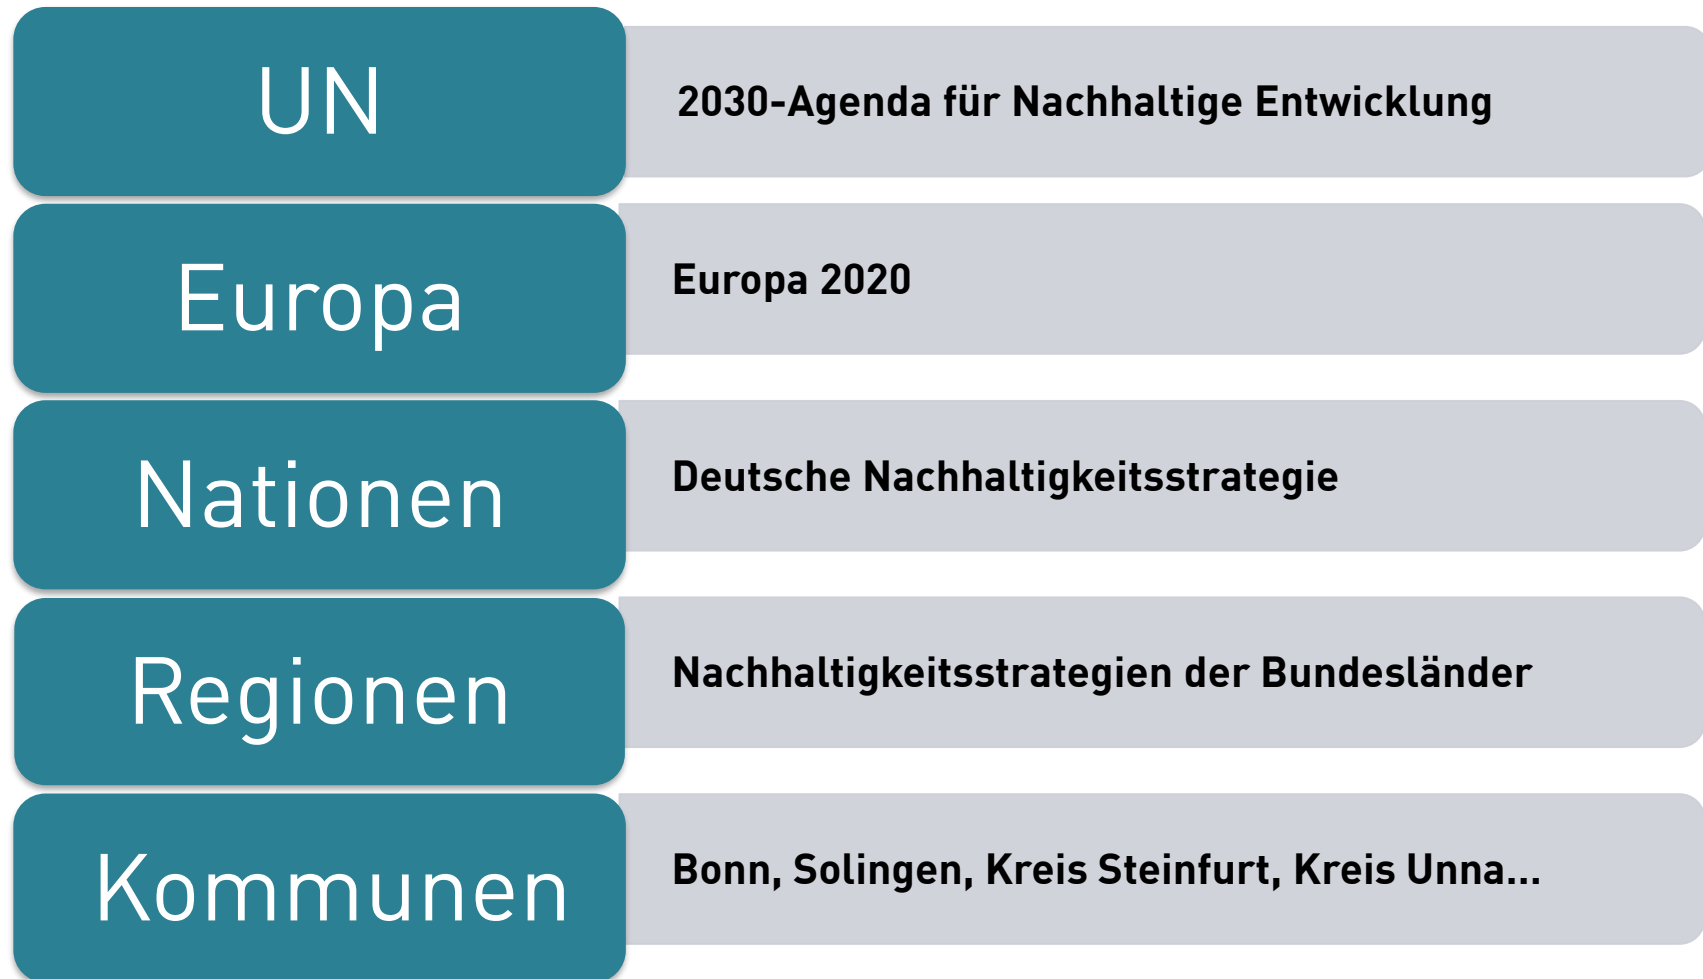 UN
2030-Agenda für Nachhaltige Entwicklung
Europa
Europa 2020
Nationen
Deutsche Nachhaltigkeitsstrategie
Regionen
Nachhaltigkeitsstrategien der Bundesländer
Kommunen
Bonn, Solingen, Kreis Steinfurt, Kreis Unna...